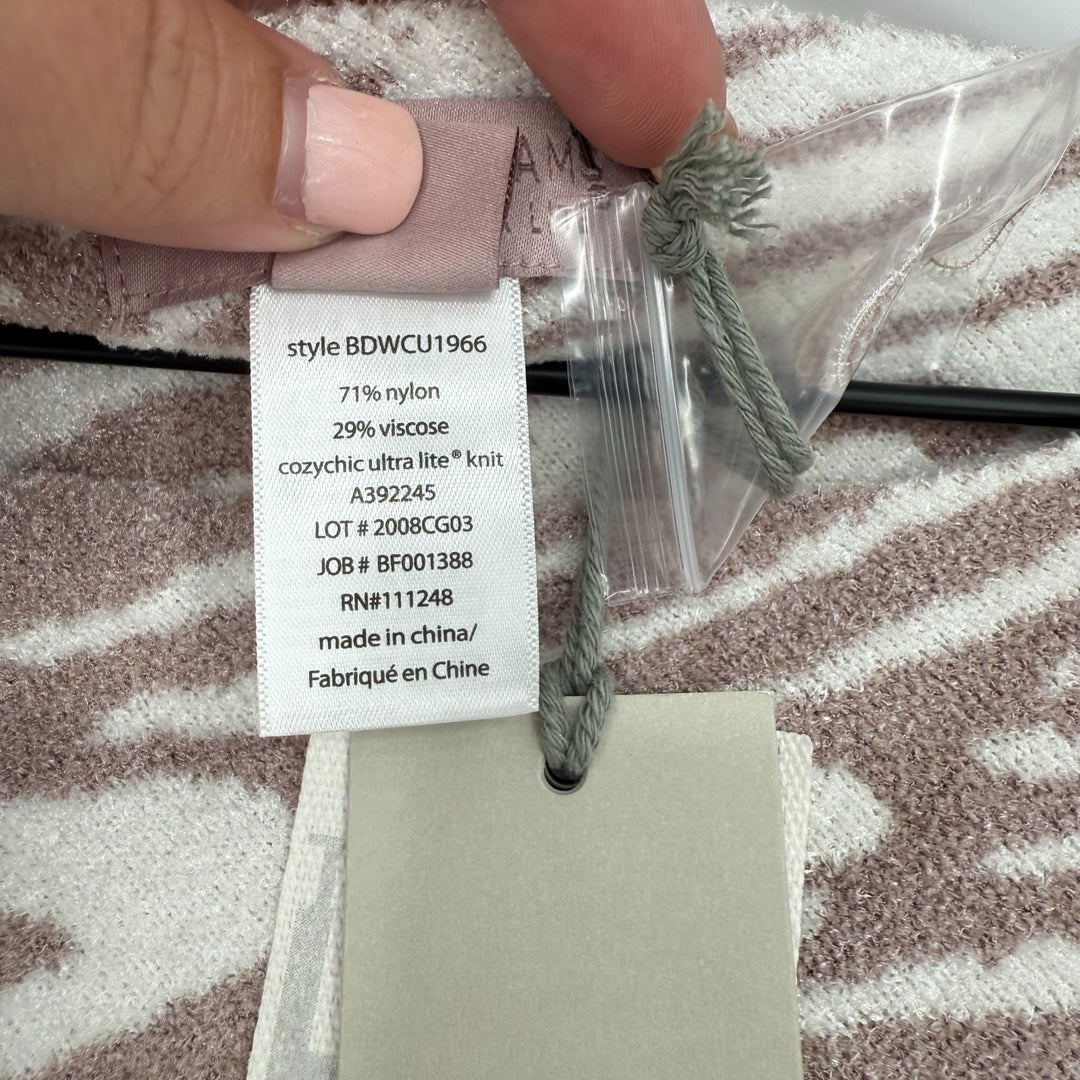 style BDWCU1966
71% nylon
29% viscose
cozychic ultra lite® knit
A392245
LOT # 2008CG03
JOB # BF001388
RN#111248
made in china/
Fabriqué en Chine